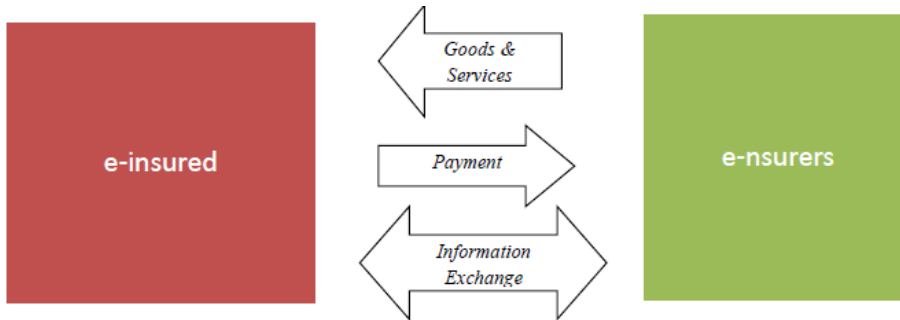 e-insured
Goods &
Services
Payment
Information
Exchange
e-nsurers